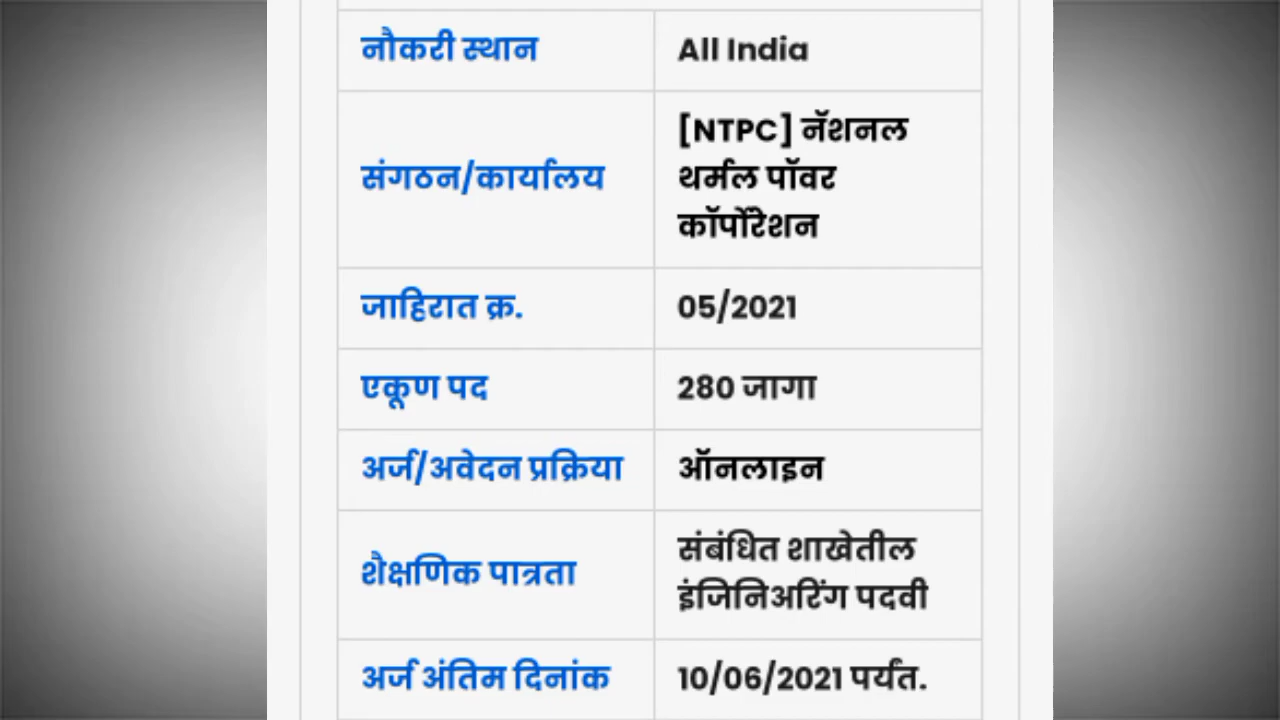 नौकरी स्थान
All India
संगठन/कार्यालय
[NTPC] नॅशनल
थर्मल पॉवर
कॉर्पोरेशन
जाहिरात क्र.
05/2021
एकूण पद
280 जागा
अर्ज/अवेदन प्रक्रिया
ऑनलाइन
शैक्षणिक पात्रता
संबंधित शाखेतील
इंजिनिअरिंग पदवी
अर्ज अंतिम दिनांक
10/06/2021 पर्यंत.